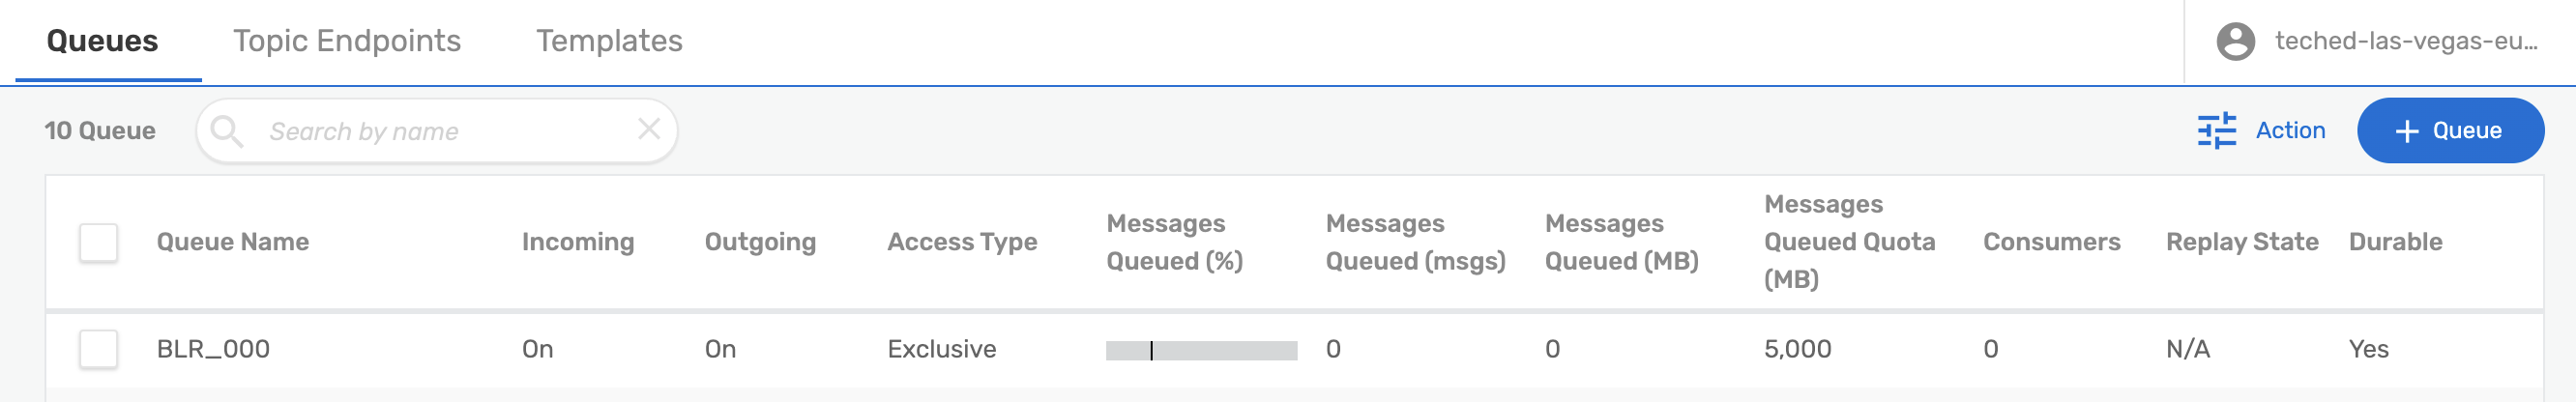 Queues Topic Endpoints Templates teched-las-vegas-eu...
10 Queue Search by name Action + Queue
Queue Name Incoming Outgoing Access Type Messages Queued (%) Messages Queued (msgs) Messages Queued (MB) Messages Queued Quota (MB) Consumers Replay State Durable
BLR_000 On On Exclusive 0 0 5,000 0 N/A Yes